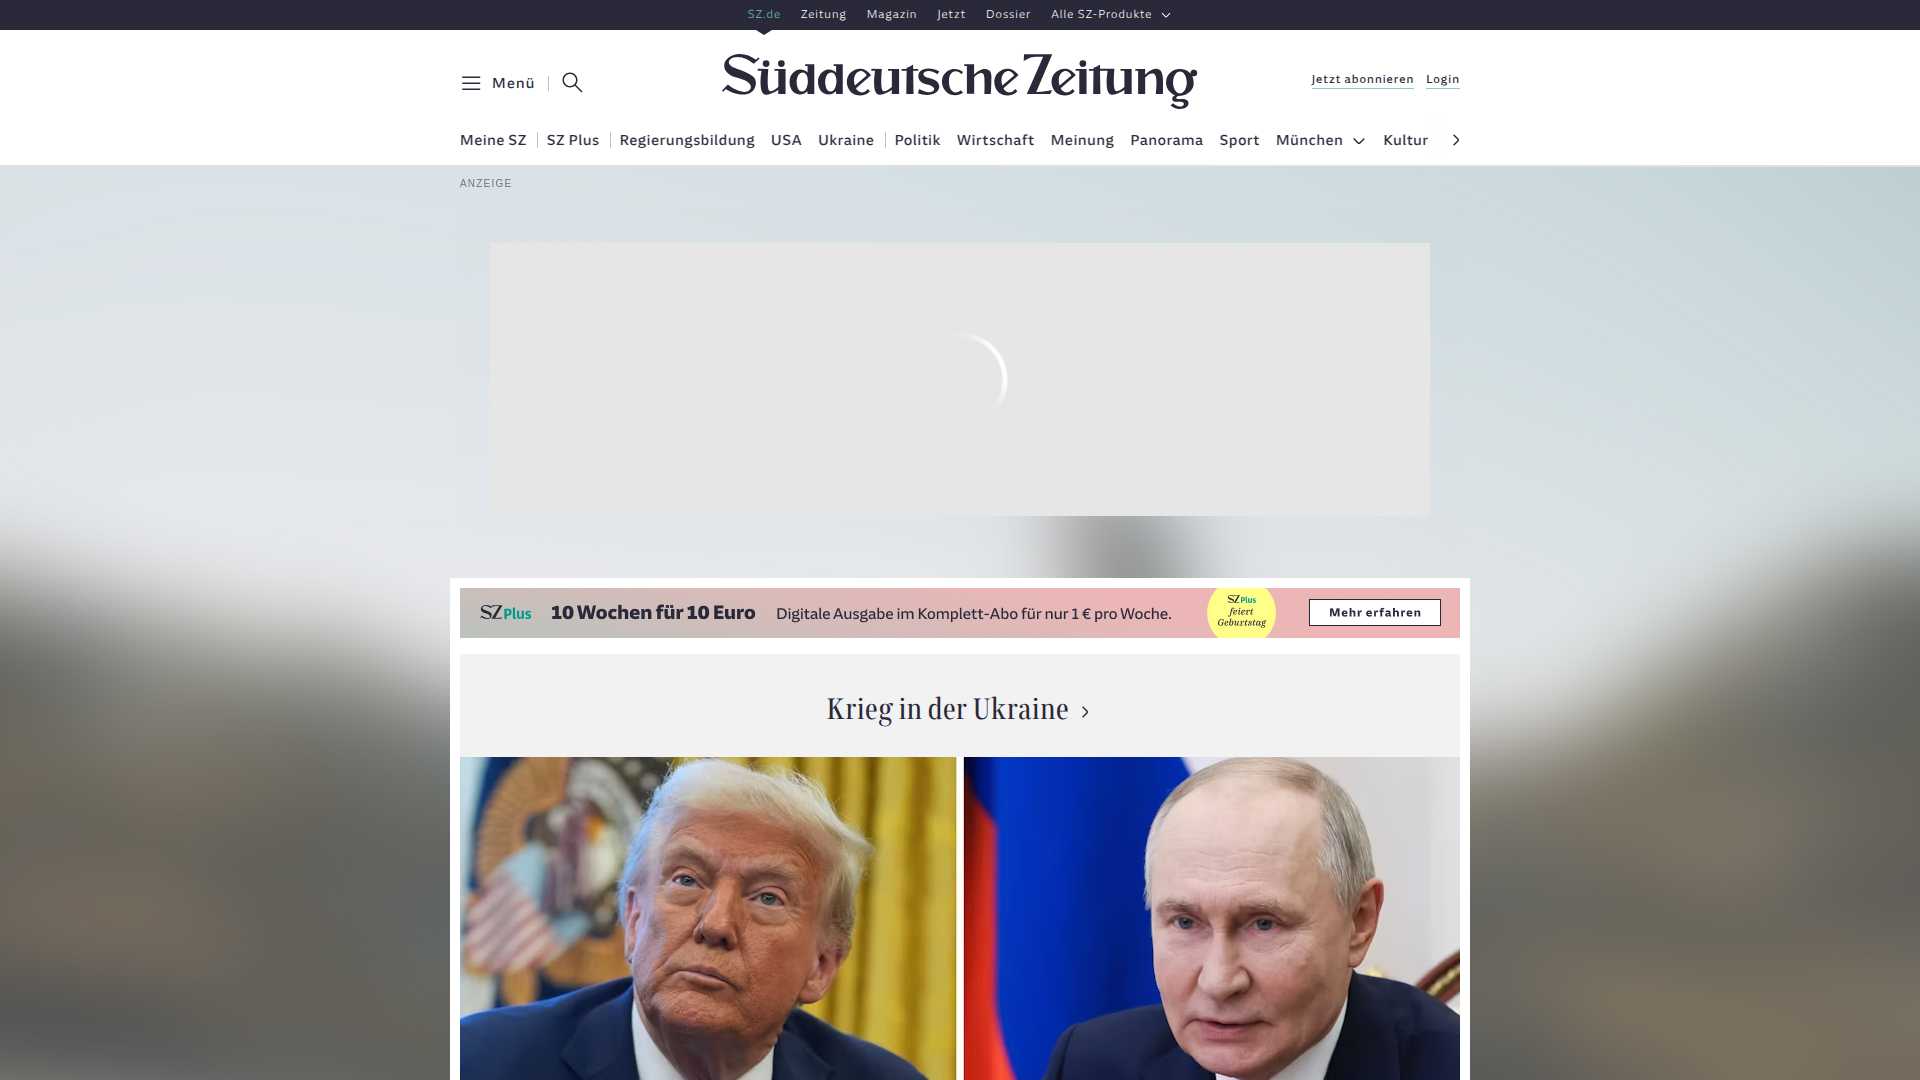 SZ.de Zeitung Magazin Jetzt Dossier Alle SZ-Produkte
Menü
Süddeutsche Zeitung
Jetzt abonnieren Login
Meine SZ SZ Plus Regierungsbildung USA Ukraine Politik Wirtschaft Meinung Panorama Sport München Kultur
ANZEIGE
SZ Plus 10 Wochen für 10 Euro Digitale Ausgabe im Komplett-Abo für nur 1 € pro Woche.
SZ Plus
feiert
Geburtstag
Mehr erfahren
Krieg in der Ukraine